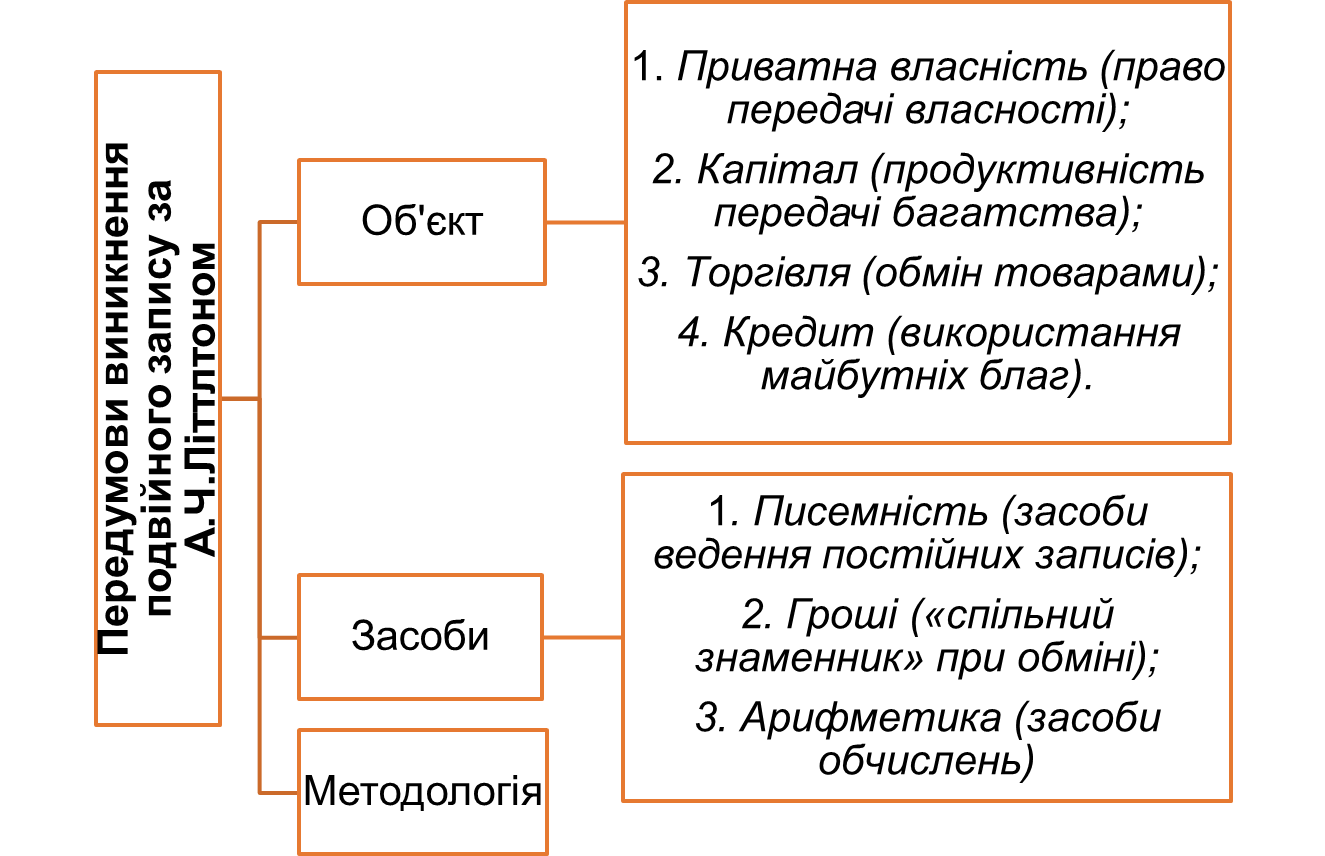 Передумови виникнення
подвійного запису за
А.Ч.Літтлтоном
Об'єкт
1. Приватна власність (право
передачі власності);
2. Капітал (продуктивність
передачі багатства);
3. Торгівля (обмін товарами);
4. Кредит (використання
майбутніх благ).
Засоби
1. Писемність (засоби
ведення постійних записів);
2. Гроші («спільний
знаменник» при обміні);
3. Арифметика (засоби
обчислень)
Методологія